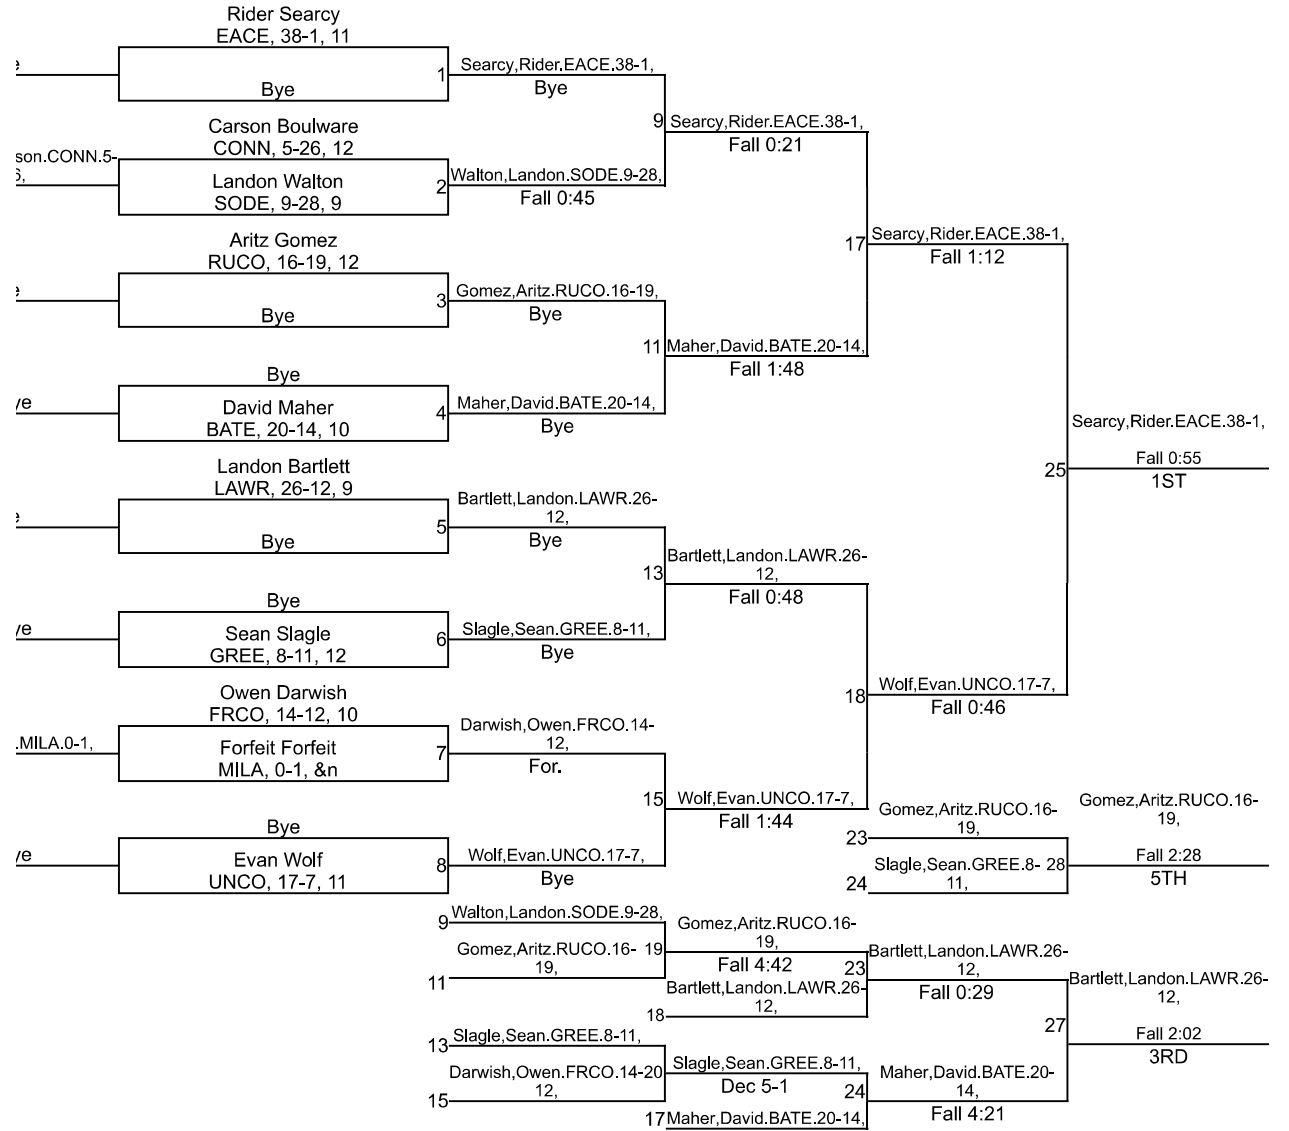 Rider Searcy
EACE, 38-1, 11
Bye
1
Searcy,Rider.EACE.38-1,
Bye
9
Searcy,Rider.EACE.38-1,
Fall 0:21
Carson Boulware
CONN, 5-26, 12
son.CONN.5-
6,
Landon Walton
SODE, 9-28, 9
2
Walton,Landon.SODE.9-28,
Fall 0:45
17
Searcy,Rider.EACE.38-1,
Fall 1:12
Aritz Gomez
RUCO, 16-19, 12
Bye
3
Gomez,Aritz.RUCO.16-19,
Bye
11
Maher,David.BATE.20-14,
Fall 1:48
Bye
ye
David Maher
BATE, 20-14, 10
4
Maher,David.BATE.20-14,
Bye
25
Searcy,Rider.EACE.38-1,
Fall 0:55
1ST
Landon Bartlett
LAWR, 26-12, 9
Bye
5
Bartlett,Landon.LAWR.26-
12,
Bye
13
Bartlett,Landon.LAWR.26-
12,
Fall 0:48
Bye
ye
Sean Slagle
GREE, 8-11, 12
6
Slagle,Sean.GREE.8-11,
Bye
18
Wolf,Evan.UNCO.17-7,
Fall 0:46
Owen Darwish
FRCO, 14-12, 10
.MILA.0-1,
Forfeit Forfeit
MILA, 0-1, &n
7
Darwish,Owen.FRCO.14-
12,
For.
15
Wolf,Evan.UNCO.17-7,
Fall 1:44
Bye
ye
Evan Wolf
UNCO, 17-7, 11
8
Wolf,Evan.UNCO.17-7,
Bye
23
Gomez,Aritz.RUCO.16-
19,
24
Slagle,Sean.GREE.8-
11,
28
Gomez,Aritz.RUCO.16-
19,
Fall 2:28
5TH
9
Walton,Landon.SODE.9-28,
11
Gomez,Aritz.RUCO.16-
19,
19
Gomez,Aritz.RUCO.16-
19,
Fall 4:42
18
Bartlett,Landon.LAWR.26-
12,
23
Bartlett,Landon.LAWR.26-
12,
Fall 0:29
13
Slagle,Sean.GREE.8-11,
15
Darwish,Owen.FRCO.14-
12,
20
Slagle,Sean.GREE.8-11,
Dec 5-1
17
Maher,David.BATE.20-14,
24
Maher,David.BATE.20-
14,
Fall 4:21
27
Bartlett,Landon.LAWR.26-
12,
Fall 2:02
3RD